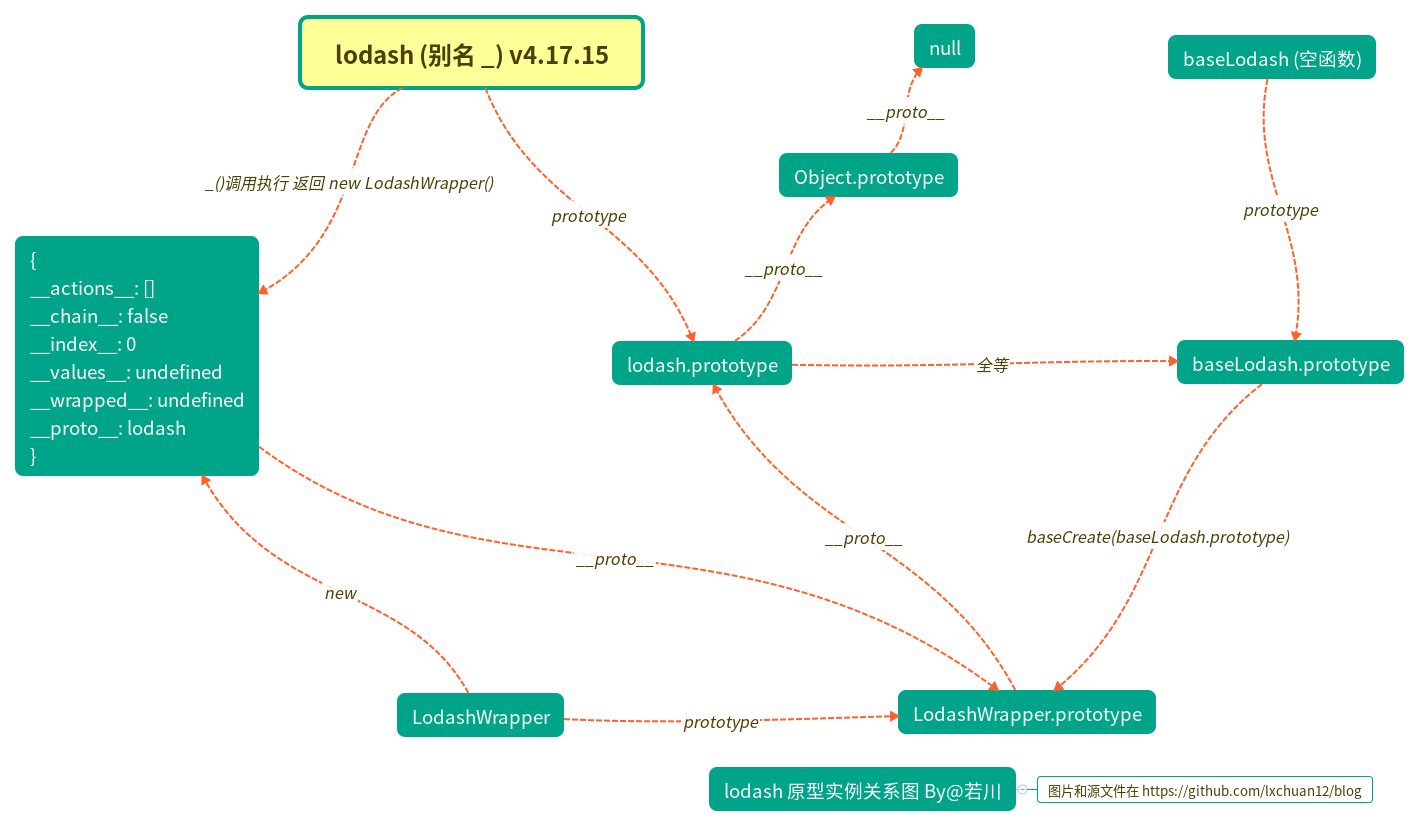 lodash (别名 _) v4.17.15
null
baseLodash (空函数)
__proto__
Object.prototype
_()调用执行 返回 new LodashWrapper()
prototype
prototype
__proto__
{
__actions__: []
__chain__: false
__index__: 0
__values__: undefined
__wrapped__: undefined
__proto__: lodash
}
lodash.prototype
全等
baseLodash.prototype
__proto__
baseCreate(baseLodash.prototype)
__proto__
new
LodashWrapper
prototype
LodashWrapper.prototype
lodash 原型实例关系图 By@若川
图片和源文件在 https://github.com/lxchuan12/blog